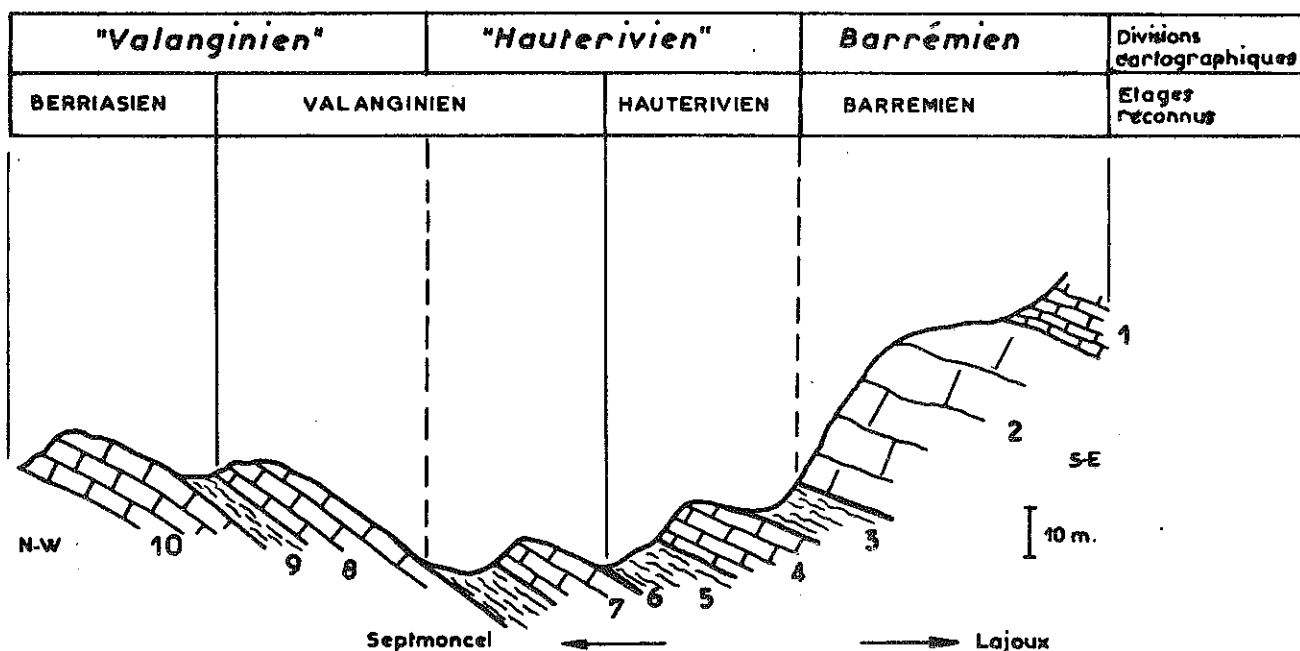 "Valanginien" "Hauterivien" Barrémien Divisions
cartographiques
BERRIASIEN VALANGINIEN HAUTERIVIEN BARREMIEN Etages
reconnus
1
2
S-E
10 m.
N-W 10 9 8 7 6 5 4 3
Septmoncel Lajoux